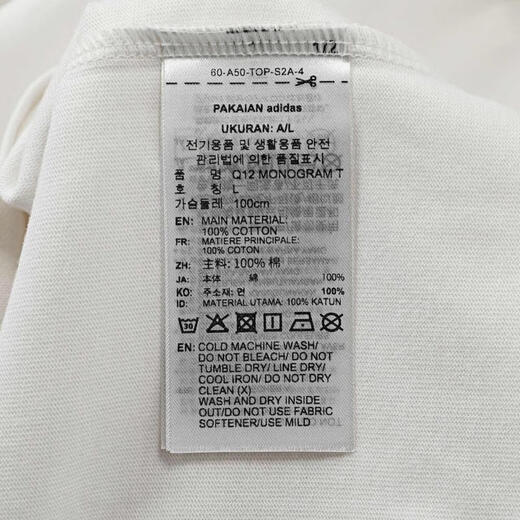 1/2
60-A50-TOP-S2A-4
PAKAIAN adidas
UKURAN: A/L
전기용품 및 생활용품 안전
관리법에 의한 품질표시
품 명 Q12 MONOGRAM T
호 칭 L
가슴둘레 100cm
EN: MAIN MATERIAL:
100% COTTON
FR: MATIERE PRINCIPALE:
100% COTON
ZH: 主料: 100% 棉
JA: 本体 綿 100%
KO: 주소재: 면 100%
ID: MATERIAL UTAMA: 100% KATUN
30
EN: COLD MACHINE WASH/
DO NOT BLEACH/ DO NOT
TUMBLE DRY/ LINE DRY/
COOL IRON/ DO NOT DRY
CLEAN (X)
WASH AND DRY INSIDE
OUT/DO NOT USE FABRIC
SOFTENER/USE MILD